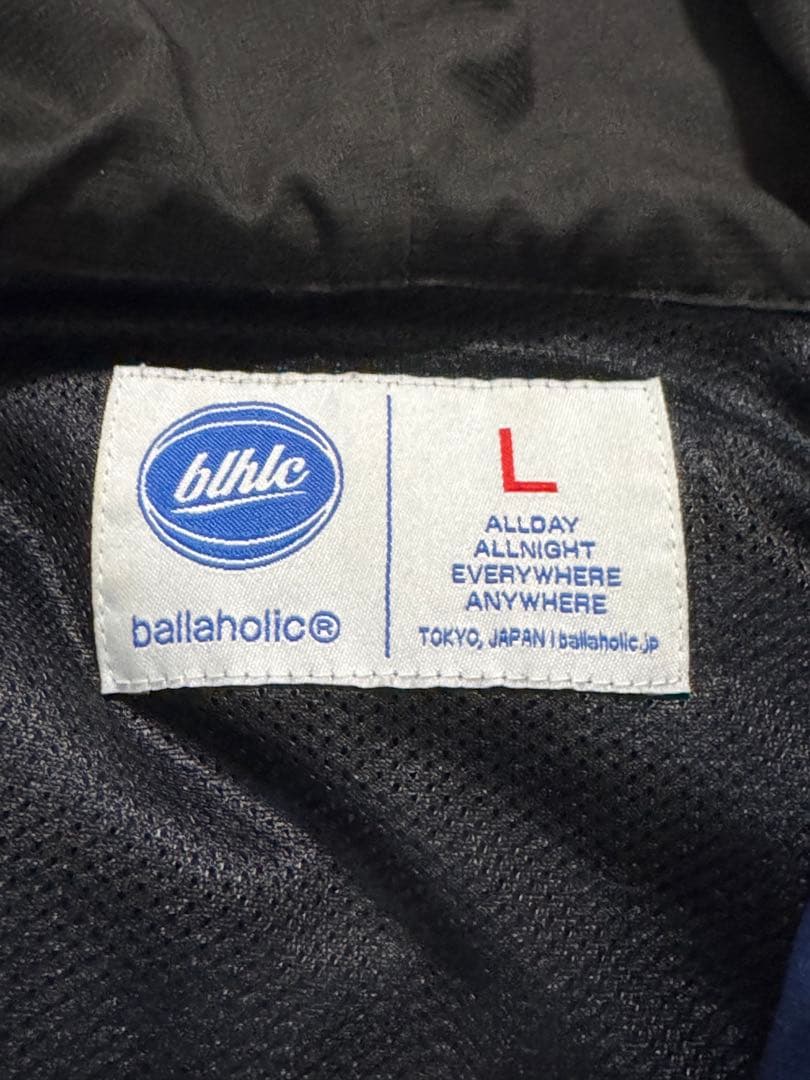 blhlc
ballaholic®
L
ALLDAY
ALLNIGHT
EVERYWHERE
ANYWHERE
TOKYO, JAPAN | ballaholic.jp